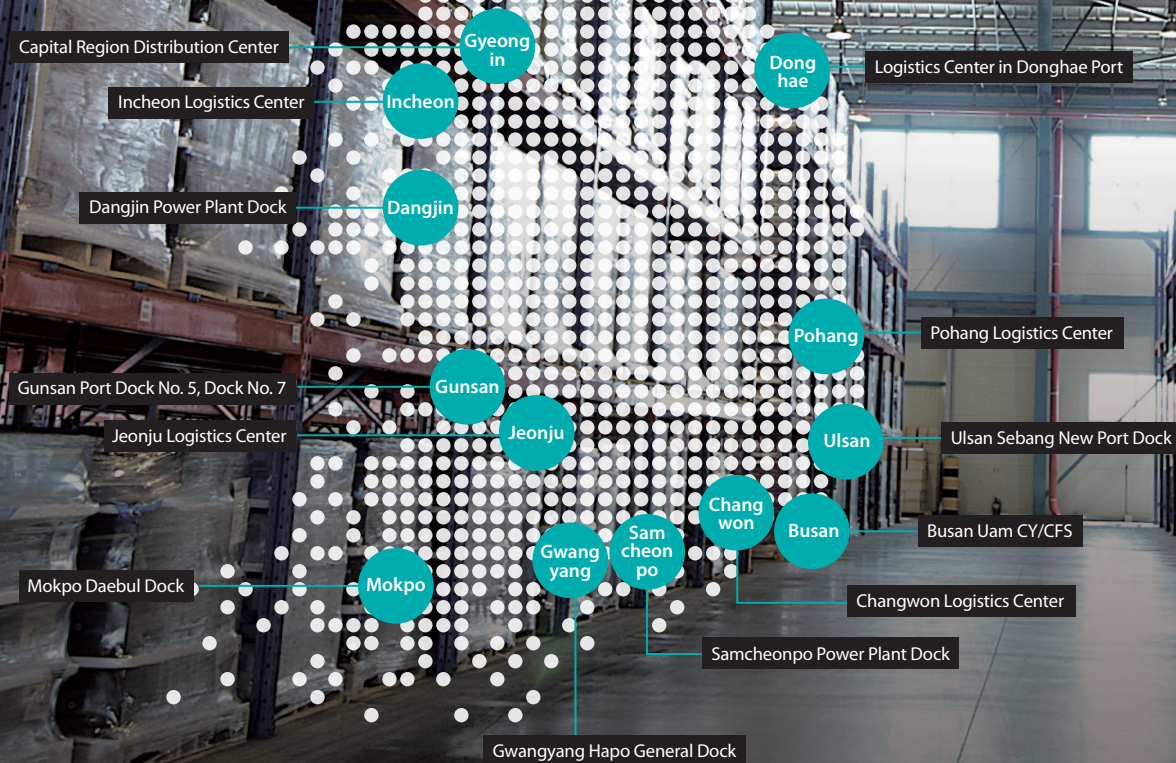 Capital Region Distribution Center
Gyeong
in
Dong
hae
Logistics Center in Donghae Port
Incheon Logistics Center
Incheon
Dangjin Power Plant Dock
Dangjin
Pohang
Pohang Logistics Center
Gunsan Port Dock No. 5, Dock No. 7
Gunsan
Jeonju Logistics Center
Jeonju
Ulsan
Ulsan Sebang New Port Dock
Chang
won
Busan
Busan Uam CY/CFS
Gwang
yang
Sam
cheon
po
Mokpo Daebul Dock
Mokpo
Changwon Logistics Center
Samcheonpo Power Plant Dock
Gwangyang Hapo General Dock